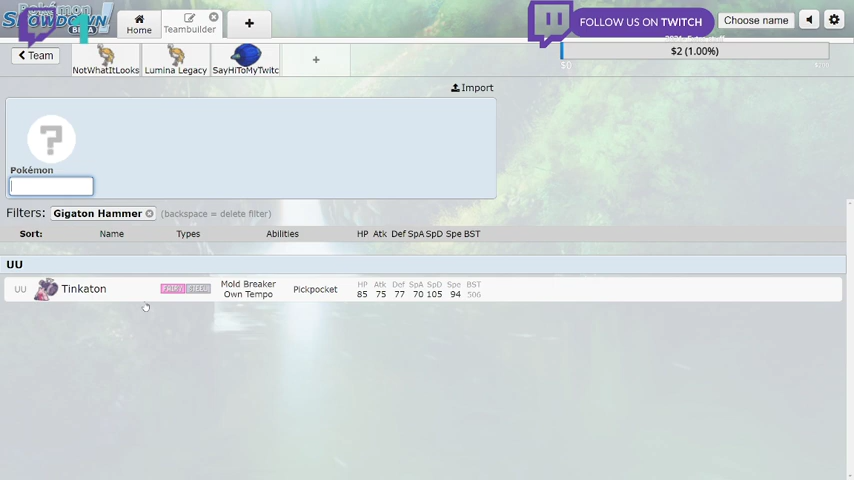 Pokémon
SHOWDOWN!
BETA
1
Home
Teambuilder
FOLLOW US ON TWITCH
Choose name
$2 (1.00%)
$0
Team
NotWhatItLooks
Lumina Legacy
SayHiToMyTwitc
+
Import
Pokémon
Filters: Gigaton Hammer (backspace = delete filter)
Sort: Name Types Abilities HP Atk Def SpA SpD Spe BST
UU
UU Tinkaton FAIRY STEEL Mold Breaker Own Tempo Pickpocket HP 85 Atk 75 Def 77 SpA 70 SpD 105 Spe 94 BST 506